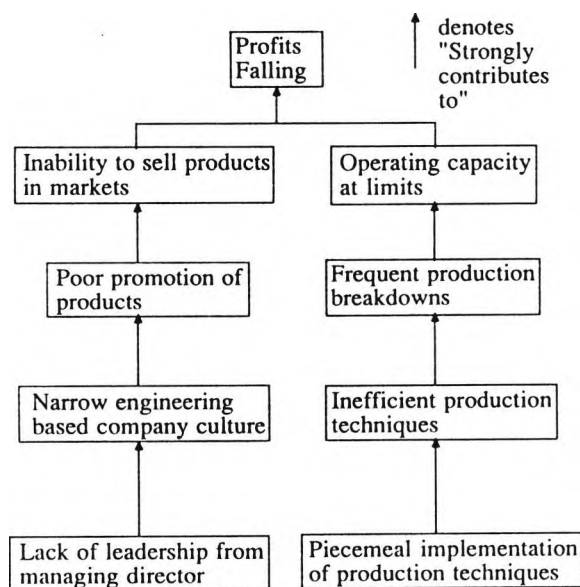 Profits
Falling
denotes
"Strongly
contributes
to"
Inability to sell products
in markets
Operating capacity
at limits
Poor promotion of
products
Frequent production
breakdowns
Narrow engineering
based company culture
Inefficient production
techniques
Lack of leadership from
managing director
Piecemeal implementation
of production techniques